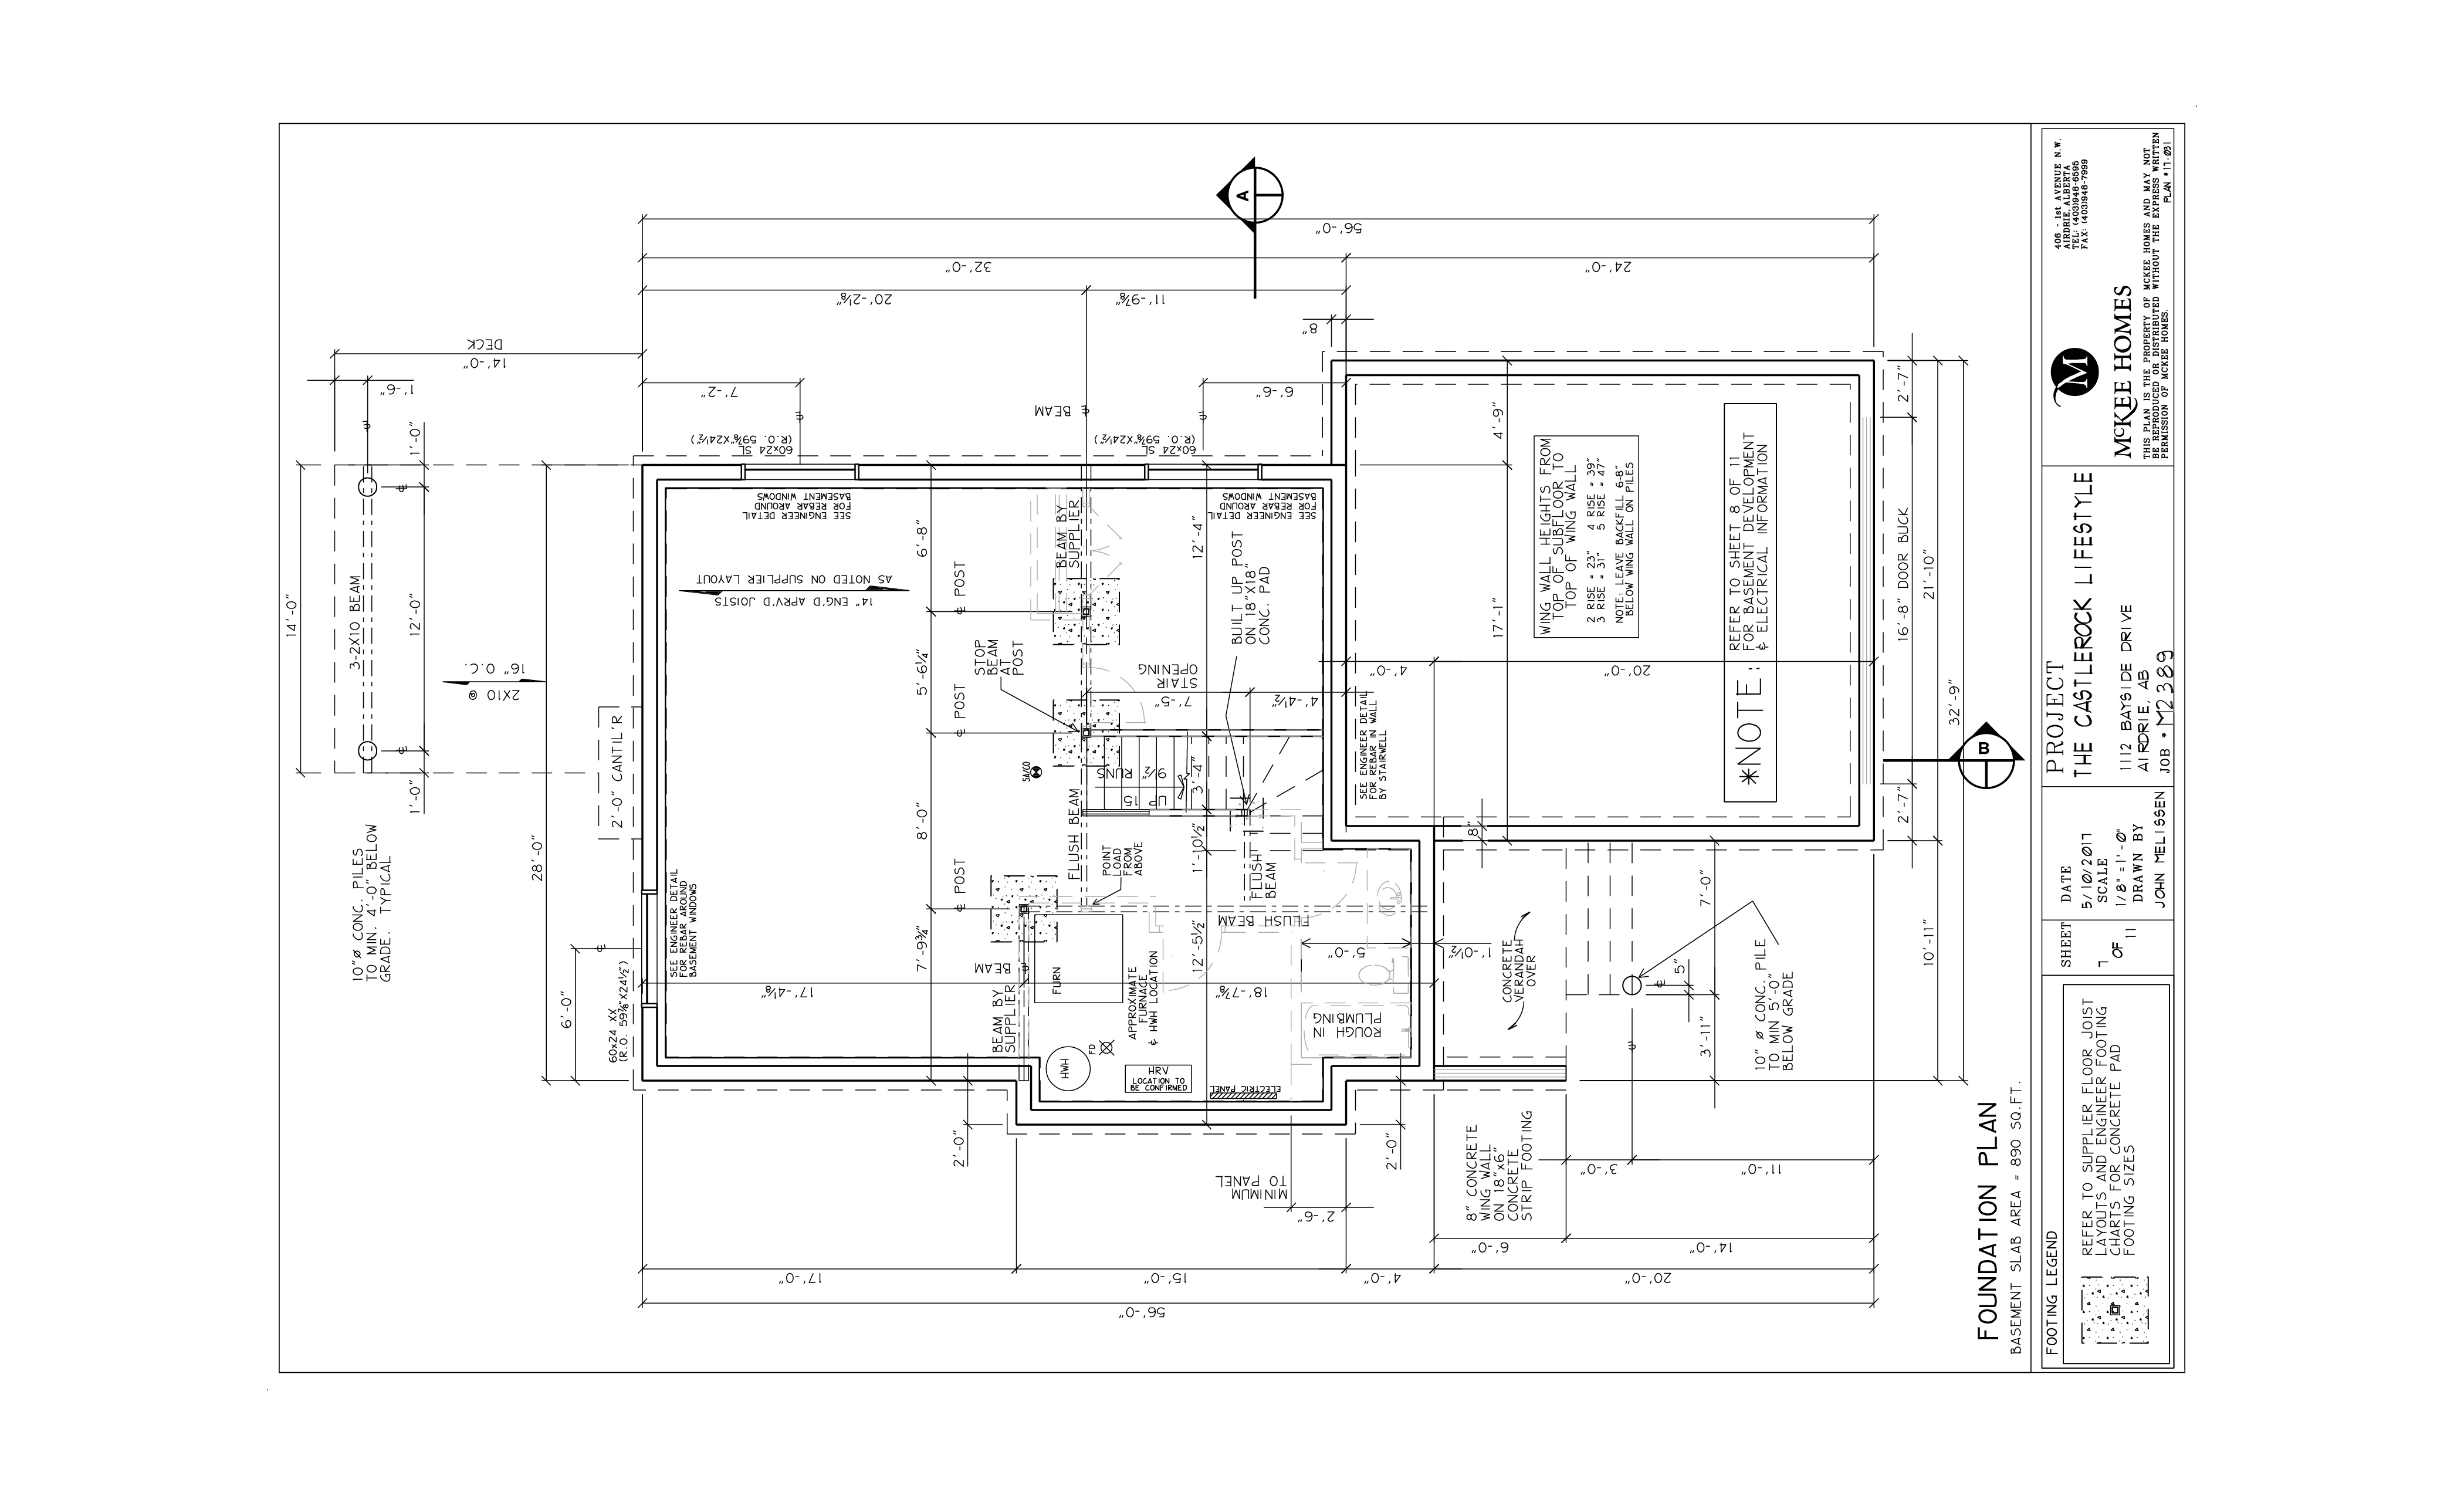 14'-0"
DECK
14'-0"
1'-6"
1'-0"
3-2X10 BEAM
12'-0"
1'-0"
2X10 @
16" O.C.
10"ø CONC. PILES
TO MIN. 4'-0" BELOW
GRADE. TYPICAL
28'-0"
2'-0" CANTIL'R
6'-0"
60x24 XX
(R.O. 59⅞"X24½")
SEE ENGINEER DETAIL
FOR REBAR AROUND
BASEMENT WINDOWS
56'-0"
32'-0"
24'-0"
20'-2⅛"
11'-9⅞"
8"
7'-2"
6'-6"
BEAM
60x24 SL
(R.O. 59⅞"X24½")
60x24 SL
(R.O. 59⅞"X24½")
SEE ENGINEER DETAIL
FOR REBAR AROUND
BASEMENT WINDOWS
SEE ENGINEER DETAIL
FOR REBAR AROUND
BASEMENT WINDOWS
14" ENG'D APRV'D JOISTS
AS NOTED ON SUPPLIER LAYOUT
6'-8"
5'-6¼"
8'-0"
7'-9¾"
POST
POST
POST
STOP
BEAM
AT
POST
BEAM BY
SUPPLIER
12'-4"
BUILT UP POST
ON 18"X18"
CONC. PAD
STAIR
OPENING
7'-5"
4'-4½"
4'-0"
20'-0"
SA/CO
UP 15
9½" RUNS
3'-4"
FLUSH BEAM
POINT
LOAD
FROM
ABOVE
1'-10½"
FLUSH
BEAM
FLUSH BEAM
12'-5½"
BEAM
BEAM BY
SUPPLIER
17'-4⅛"
18'-7⅞"
5'-0"
1'-0½"
FURN
APPROXIMATE
FURNACE
& HWH LOCATION
HWH
FD
HRV
LOCATION TO
BE CONFIRMED
ELECTRIC PANEL
ROUGH IN
PLUMBING
SEE ENGINEER DETAIL
FOR REBAR IN WALL
BY STAIRWELL
4'-9"
17'-1"
8"
WING WALL HEIGHTS FROM
TOP OF SUBFLOOR TO
TOP OF WING WALL
2 RISE = 23"   4 RISE = 39"
3 RISE = 31"   5 RISE = 47"
NOTE: LEAVE BACKFILL 6-8"
BELOW WING WALL ON PILES
*NOTE:
REFER TO SHEET 8 OF 11
FOR BASEMENT DEVELOPMENT
& ELECTRICAL INFORMATION
2'-7"
16'-8" DOOR BUCK
2'-7"
21'-10"
10'-11"
32'-9"
CONCRETE
VERANDAH
OVER
7'-0"
5"
3'-11"
10" ø CONC. PILE
TO MIN 5'-0"
BELOW GRADE
2'-0"
2'-0"
MINIMUM
TO PANEL
2'-6"
8" CONCRETE
WING WALL
ON 18"x6"
CONCRETE
STRIP FOOTING
3'-0"
11'-0"
6'-0"
14'-0"
17'-0"
15'-0"
4'-0"
20'-0"
56'-0"
A
B
FOUNDATION PLAN
BASEMENT SLAB AREA = 890 SQ.FT.
406 - 1st AVENUE N.W.
AIRDRIE, ALBERTA
TEL: (403)948-6595
FAX: (403)948-7999
M
MCKEE HOMES
THIS PLAN IS THE PROPERTY OF MCKEE HOMES AND MAY NOT
BE REPRODUCED OR DISTRIBUTED WITHOUT THE EXPRESS WRITTEN
PERMISSION OF MCKEE HOMES.
PLAN #17-031
PROJECT
THE CASTLEROCK LIFESTYLE
1112 BAYSIDE DRIVE
AIRDRIE, AB
JOB # M2389
DATE
5/10/2017
SCALE
1/8" = 1'-0"
DRAWN BY
JOHN MELISSEN
SHEET
7
OF
11
FOOTING LEGEND
REFER TO SUPPLIER FLOOR JOIST
LAYOUTS AND ENGINEER FOOTING
CHARTS FOR CONCRETE PAD
FOOTING SIZES